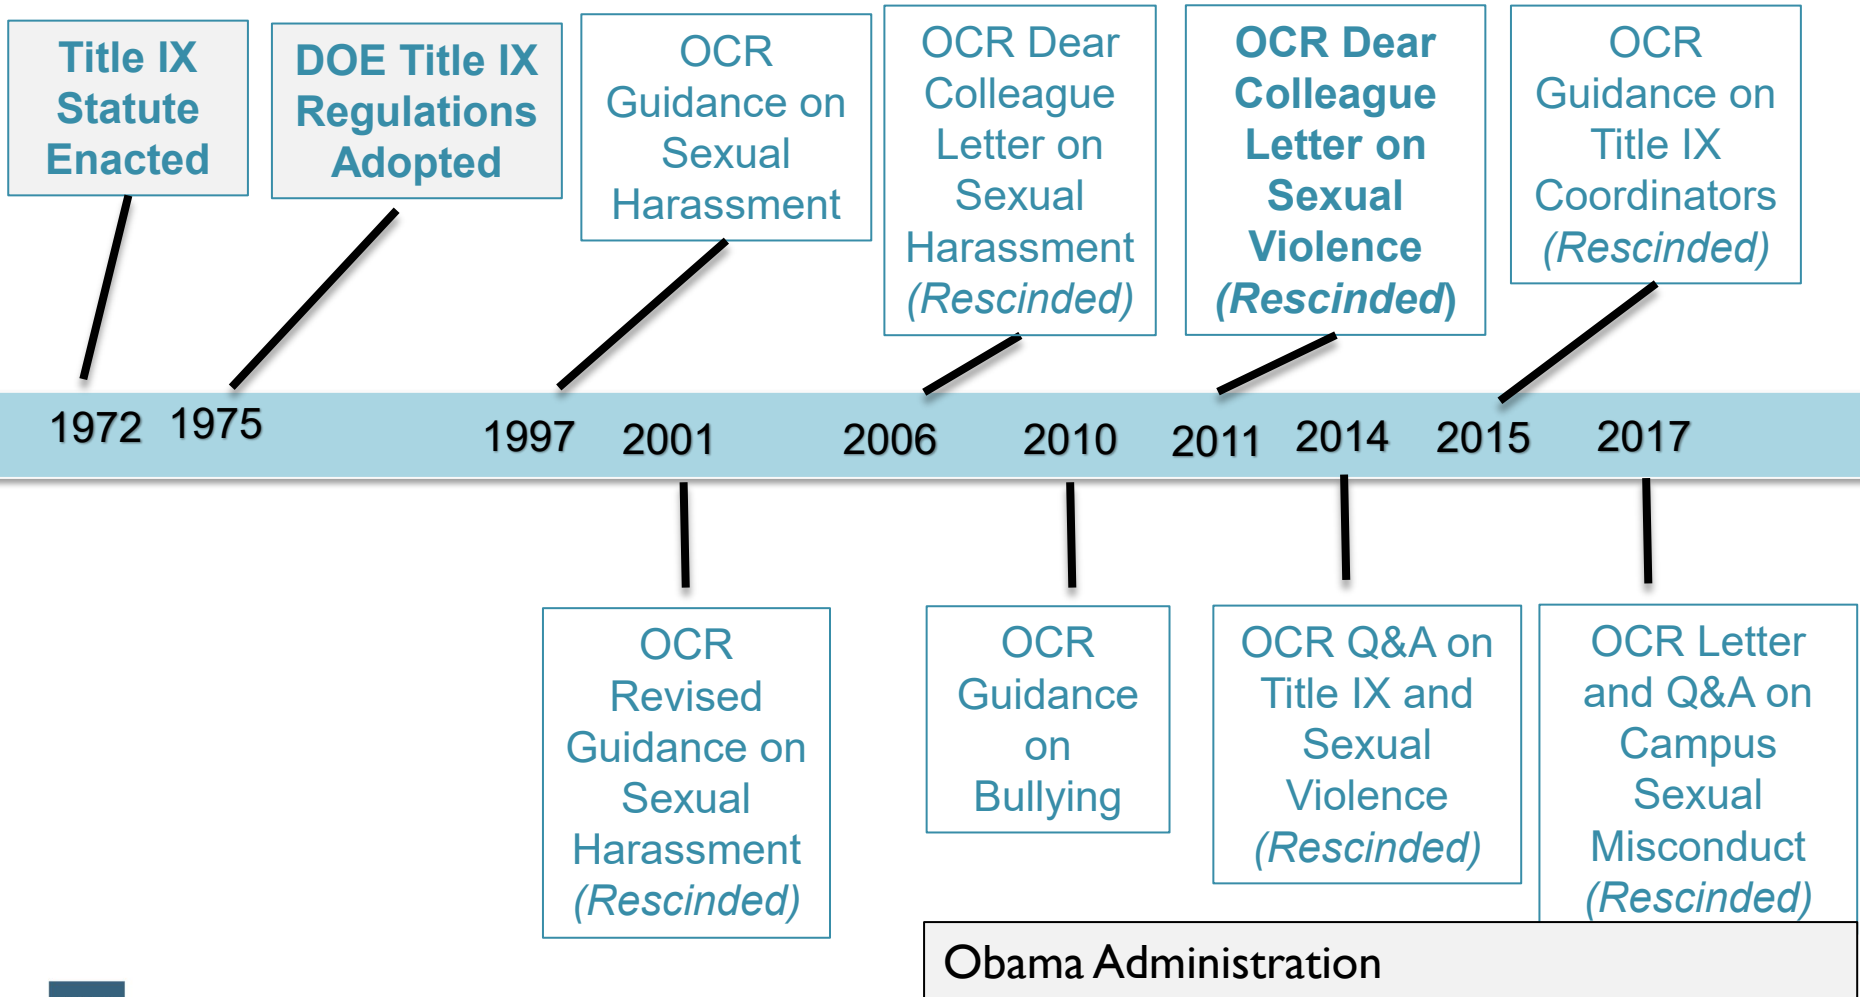 Title IX
Statute
Enacted
DOE Title IX
Regulations
Adopted
OCR
Guidance on
Sexual
Harassment
OCR Dear
Colleague
Letter on
Sexual
Harassment
(Rescinded)
OCR Dear
Colleague
Letter on
Sexual
Violence
(Rescinded)
OCR
Guidance on
Title IX
Coordinators
(Rescinded)
1972 1975 1997 2001 2006 2010 2011 2014 2015 2017
OCR
Revised
Guidance on
Sexual
Harassment
(Rescinded)
OCR
Guidance
on
Bullying
OCR Q&A on
Title IX and
Sexual
Violence
(Rescinded)
OCR Letter
and Q&A on
Campus
Sexual
Misconduct
(Rescinded)
Obama Administration